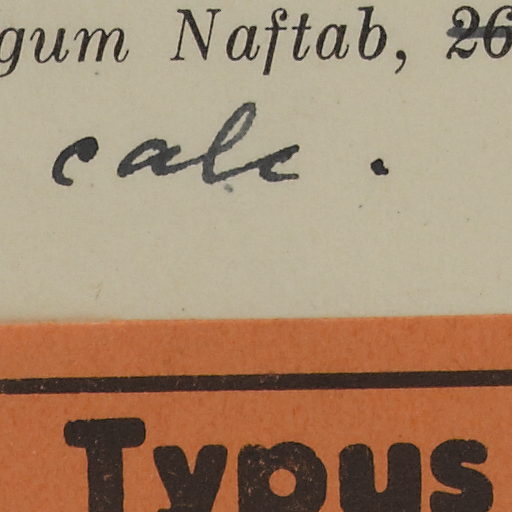 gum Naftab, 26
calc.
Typus